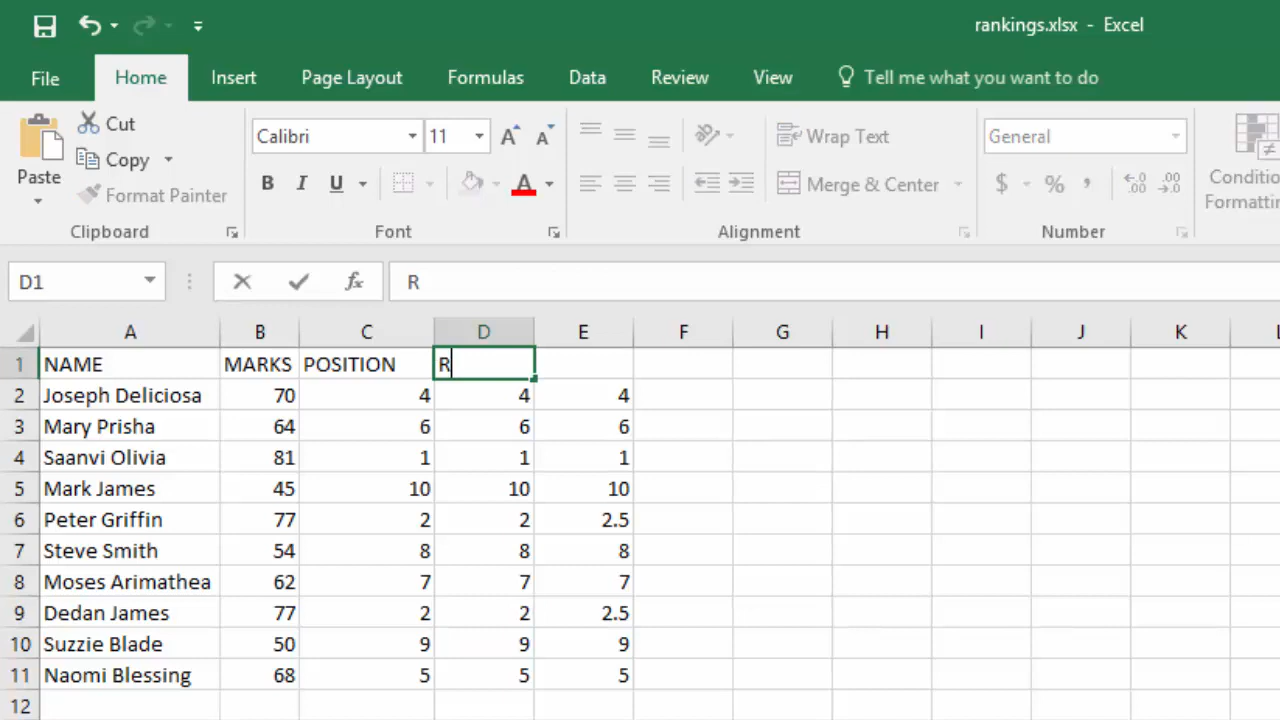 rankings.xlsx - Excel
File Home Insert Page Layout Formulas Data Review View Tell me what you want to do
Paste
Cut
Copy
Format Painter
Clipboard
Calibri 11 A A
B I U A
Font
Wrap Text
Merge & Center
Alignment
General
$ % , .0 .00 .00 .0
Number
Conditio
Formattin
D1 fx R
A B C D E F G H I J K L
1 NAME MARKS POSITION R
2 Joseph Deliciosa 70 4 4 4
3 Mary Prisha 64 6 6 6
4 Saanvi Olivia 81 1 1 1
5 Mark James 45 10 10 10
6 Peter Griffin 77 2 2 2.5
7 Steve Smith 54 8 8 8
8 Moses Arimathea 62 7 7 7
9 Dedan James 77 2 2 2.5
10 Suzzie Blade 50 9 9 9
11 Naomi Blessing 68 5 5 5
12